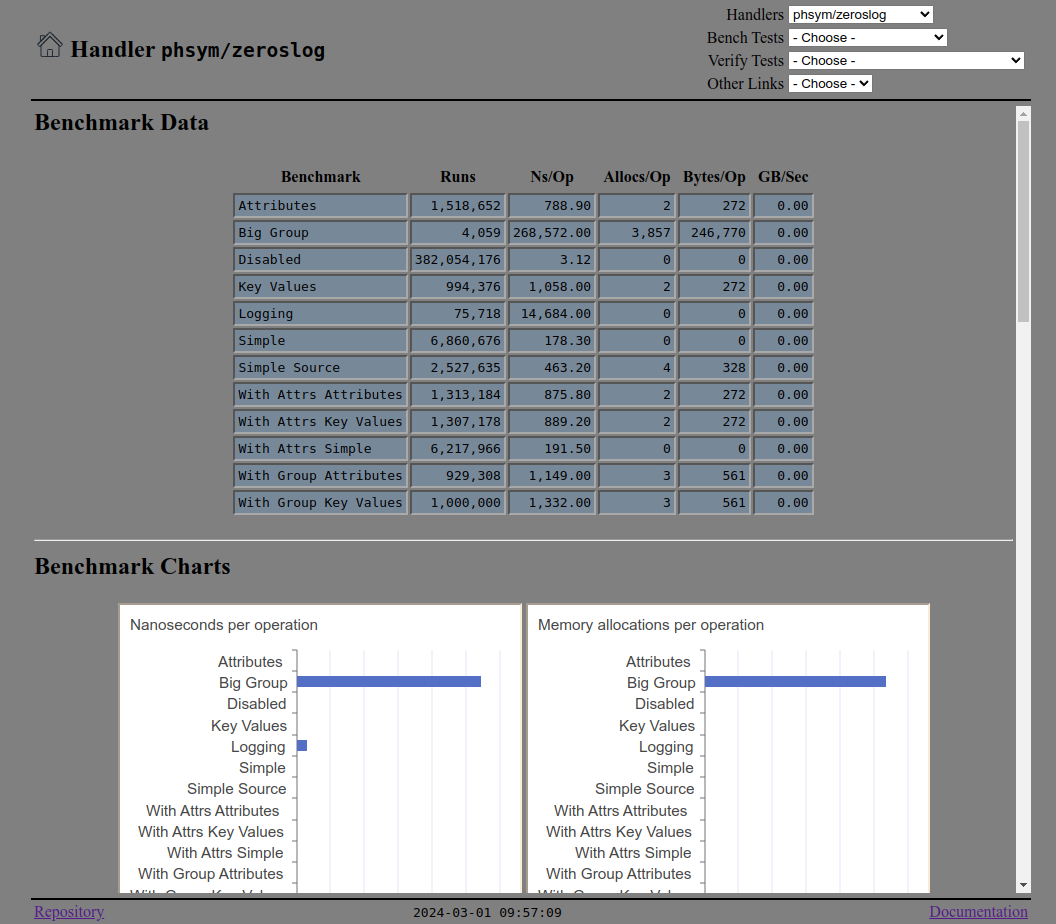 Handler phsym/zeroslog
Handlers phsym/zeroslog
Bench Tests - Choose -
Verify Tests - Choose -
Other Links - Choose -
Benchmark Data
Benchmark Runs Ns/Op Allocs/Op Bytes/Op GB/Sec
Attributes 1,518,652 788.90 2 272 0.00
Big Group 4,059 268,572.00 3,857 246,770 0.00
Disabled 382,054,176 3.12 0 0 0.00
Key Values 994,376 1,058.00 2 272 0.00
Logging 75,718 14,684.00 0 0 0.00
Simple 6,860,676 178.30 0 0 0.00
Simple Source 2,527,635 463.20 4 328 0.00
With Attrs Attributes 1,313,184 875.80 2 272 0.00
With Attrs Key Values 1,307,178 889.20 2 272 0.00
With Attrs Simple 6,217,966 191.50 0 0 0.00
With Group Attributes 929,308 1,149.00 3 561 0.00
With Group Key Values 1,000,000 1,332.00 3 561 0.00
Benchmark Charts
Nanoseconds per operation
Attributes
Big Group
Disabled
Key Values
Logging
Simple
Simple Source
With Attrs Attributes
With Attrs Key Values
With Attrs Simple
With Group Attributes
Memory allocations per operation
Attributes
Big Group
Disabled
Key Values
Logging
Simple
Simple Source
With Attrs Attributes
With Attrs Key Values
With Attrs Simple
With Group Attributes
Repository 2024-03-01 09:57:09 Documentation